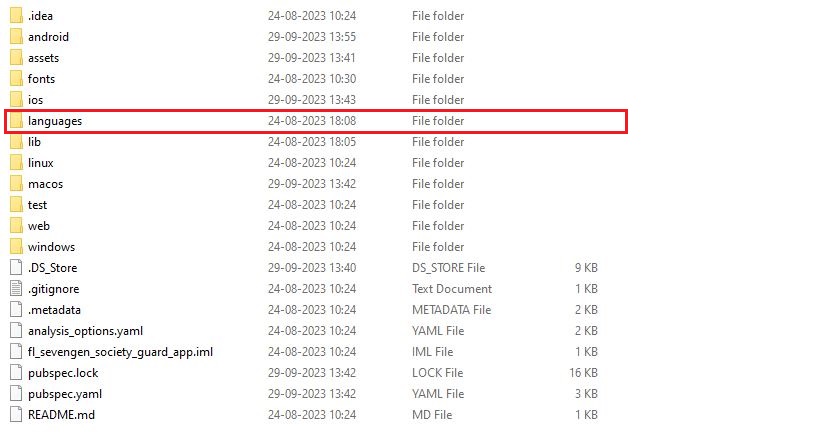 .idea 24-08-2023 10:24 File folder
android 29-09-2023 13:55 File folder
assets 29-09-2023 13:41 File folder
fonts 24-08-2023 10:30 File folder
ios 29-09-2023 13:43 File folder
languages 24-08-2023 18:08 File folder
lib 24-08-2023 18:05 File folder
linux 24-08-2023 10:24 File folder
macos 29-09-2023 13:42 File folder
test 24-08-2023 10:24 File folder
web 24-08-2023 10:24 File folder
windows 24-08-2023 10:24 File folder
.DS_Store 29-09-2023 13:40 DS_STORE File 9 KB
.gitignore 24-08-2023 10:24 Text Document 1 KB
.metadata 24-08-2023 10:24 METADATA File 2 KB
analysis_options.yaml 24-08-2023 10:24 YAML File 2 KB
fl_sevengen_society_guard_app.iml 24-08-2023 10:24 IML File 1 KB
pubspec.lock 29-09-2023 13:42 LOCK File 16 KB
pubspec.yaml 29-09-2023 13:42 YAML File 3 KB
README.md 24-08-2023 10:24 MD File 1 KB